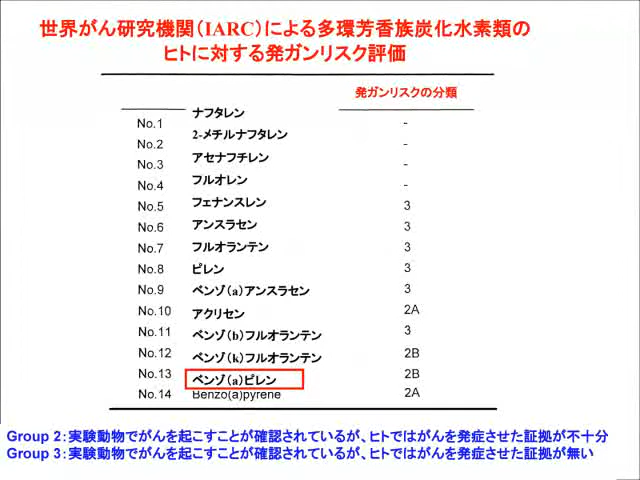 世界がん研究機関（IARC）による多環芳香族炭化水素類の
ヒトに対する発ガンリスク評価
発ガンリスクの分類
No.1 ナフタレン -
No.2 2-メチルナフタレン -
No.3 アセナフチレン -
No.4 フルオレン -
No.5 フェナンスレン 3
No.6 アンスラセン 3
No.7 フルオランテン 3
No.8 ピレン 3
No.9 ベンゾ（a）アンスラセン 3
No.10 アクリセン 2A
No.11 ベンゾ（b）フルオランテン 3
No.12 ベンゾ（k）フルオランテン 2B
No.13 ベンゾ（a）ピレン 2B
No.14 Benzo(a)pyrene 2A
Group 2：実験動物でがんを起こすことが確認されているが、ヒトではがんを発症させた証拠が不十分
Group 3：実験動物でがんを起こすことが確認されているが、ヒトではがんを発症させた証拠が無い